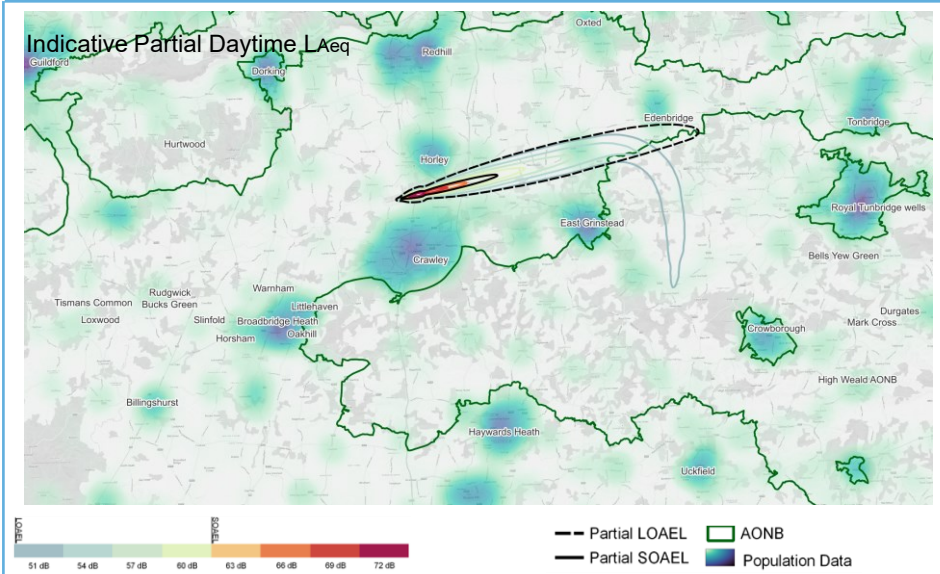 Indicative Partial Daytime LAeq
Oxted
Redhill
Guildford
Dorking
Edenbridge
Tonbridge
Hurtwood
Horley
Royal Tunbridge wells
East Grinstead
Bells Yew Green
Crawley
Warnham
Rudgwick
Tismans Common
Bucks Green
Littlehaven
Durgates
Loxwood
Slinfold
Broadbridge Heath
Mark Cross
Crowborough
Oakhill
Horsham
High Weald AONB
Billingshurst
Haywards Heath
Uckfield
LOAEL
SOAEL
51 dB 54 dB 57 dB 60 dB 63 dB 66 dB 69 dB 72 dB
Partial LOAEL
AONB
Partial SOAEL
Population Data